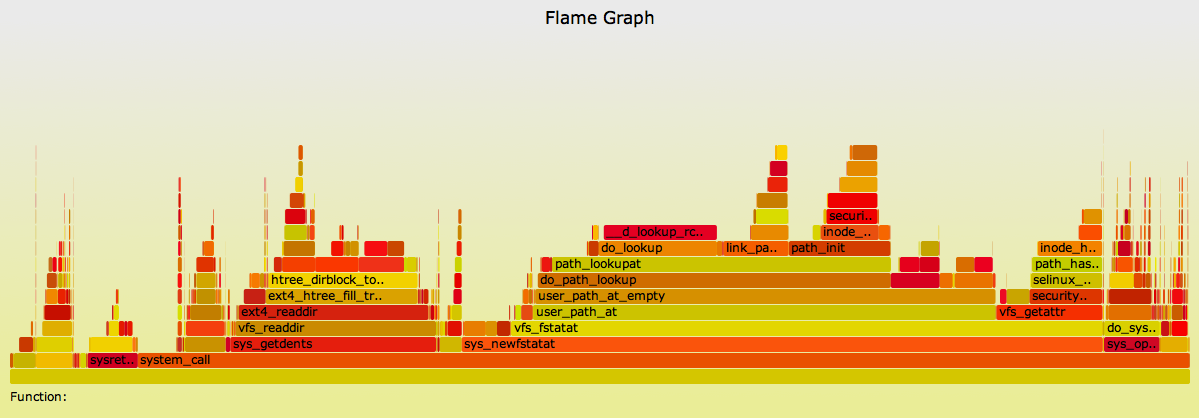 Flame Graph
_d_lookup_rc.. securi.. inode_..
do_lookup link_pa.. path_init inode_h..
path_lookupat path_has..
htree_dirblock_to.. do_path_lookup selinux_..
ext4_htree_fill_tr.. user_path_at_empty security..
ext4_readdir user_path_at vfs_getattr
vfs_readdir vfs_fstatat do_sys..
sys_getdents sys_newfstatat sys_op..
sysret.. system_call
Function: